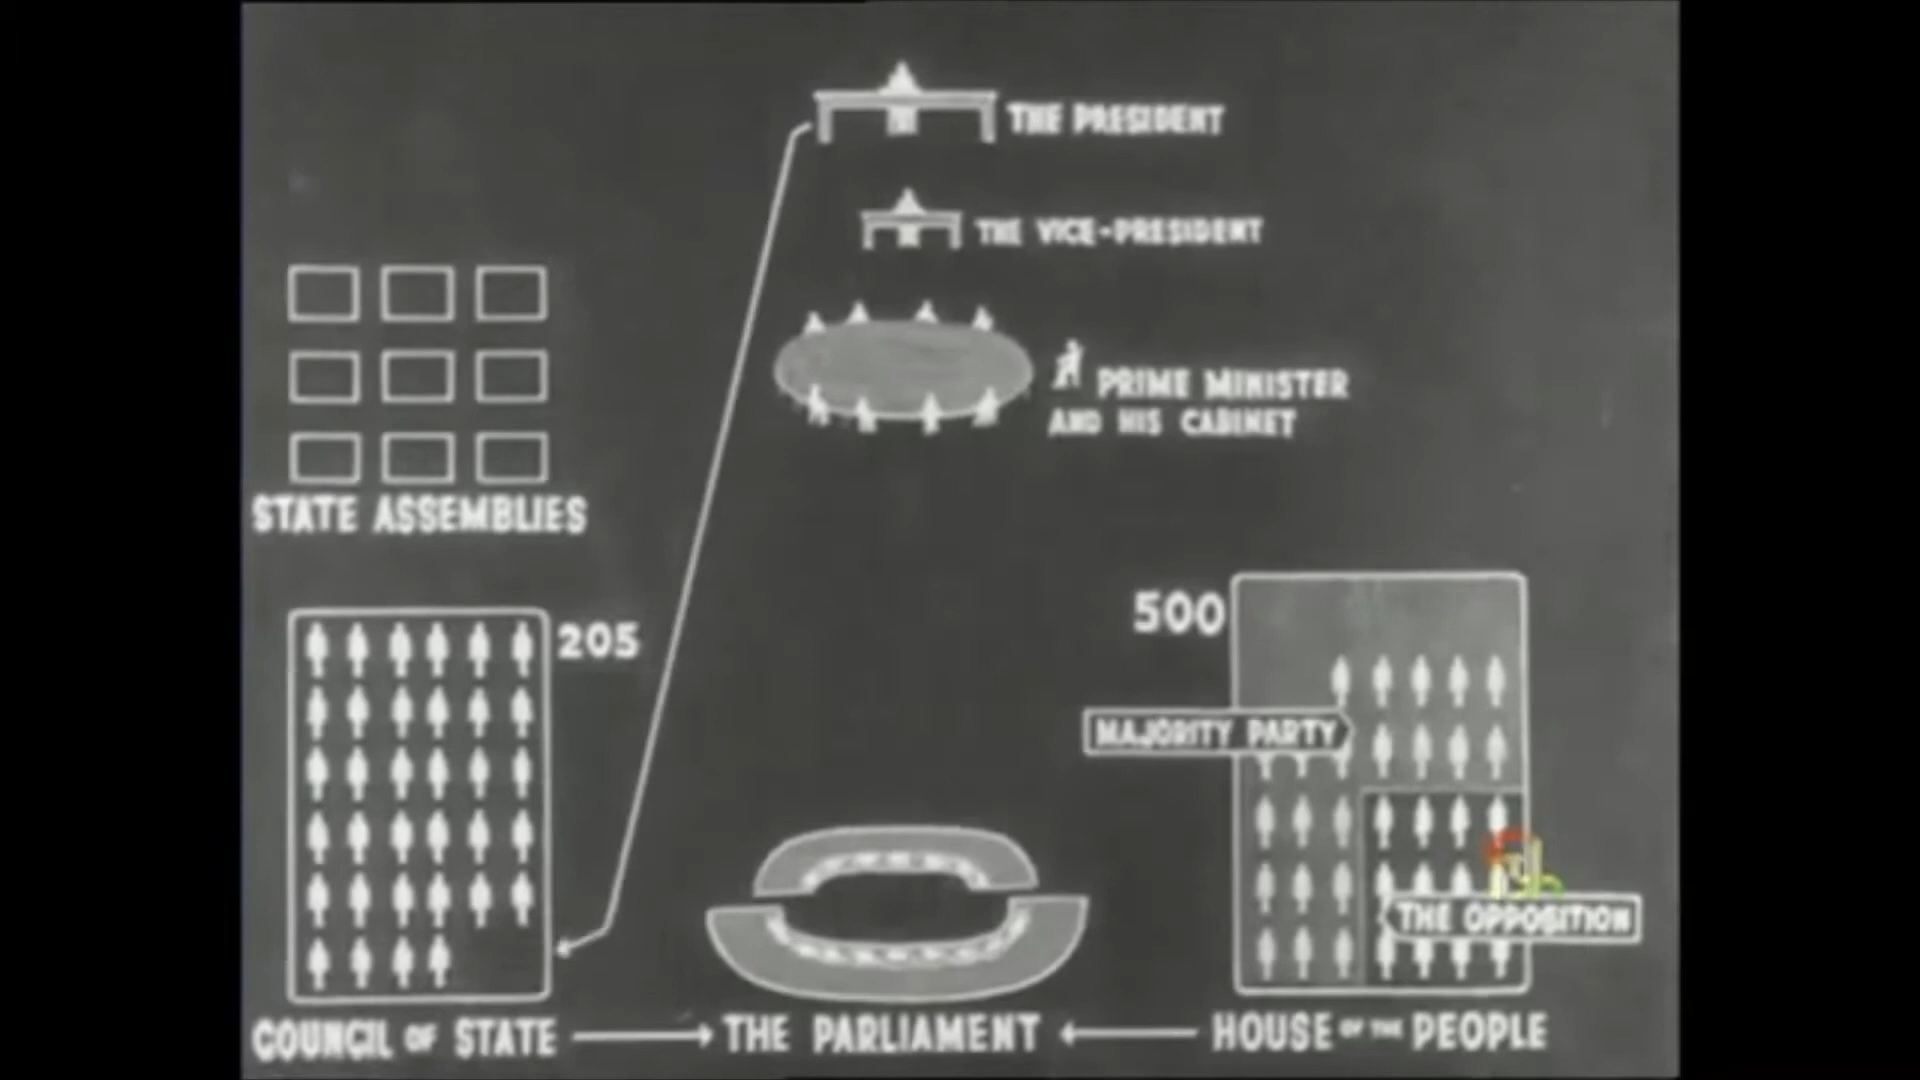 THE PRESIDENT
THE VICE-PRESIDENT
PRIME MINISTER
AND HIS CABINET
STATE ASSEMBLIES
205
500
MAJORITY PARTY
THE OPPOSITION
COUNCIL OF STATE
THE PARLIAMENT
HOUSE OF THE PEOPLE